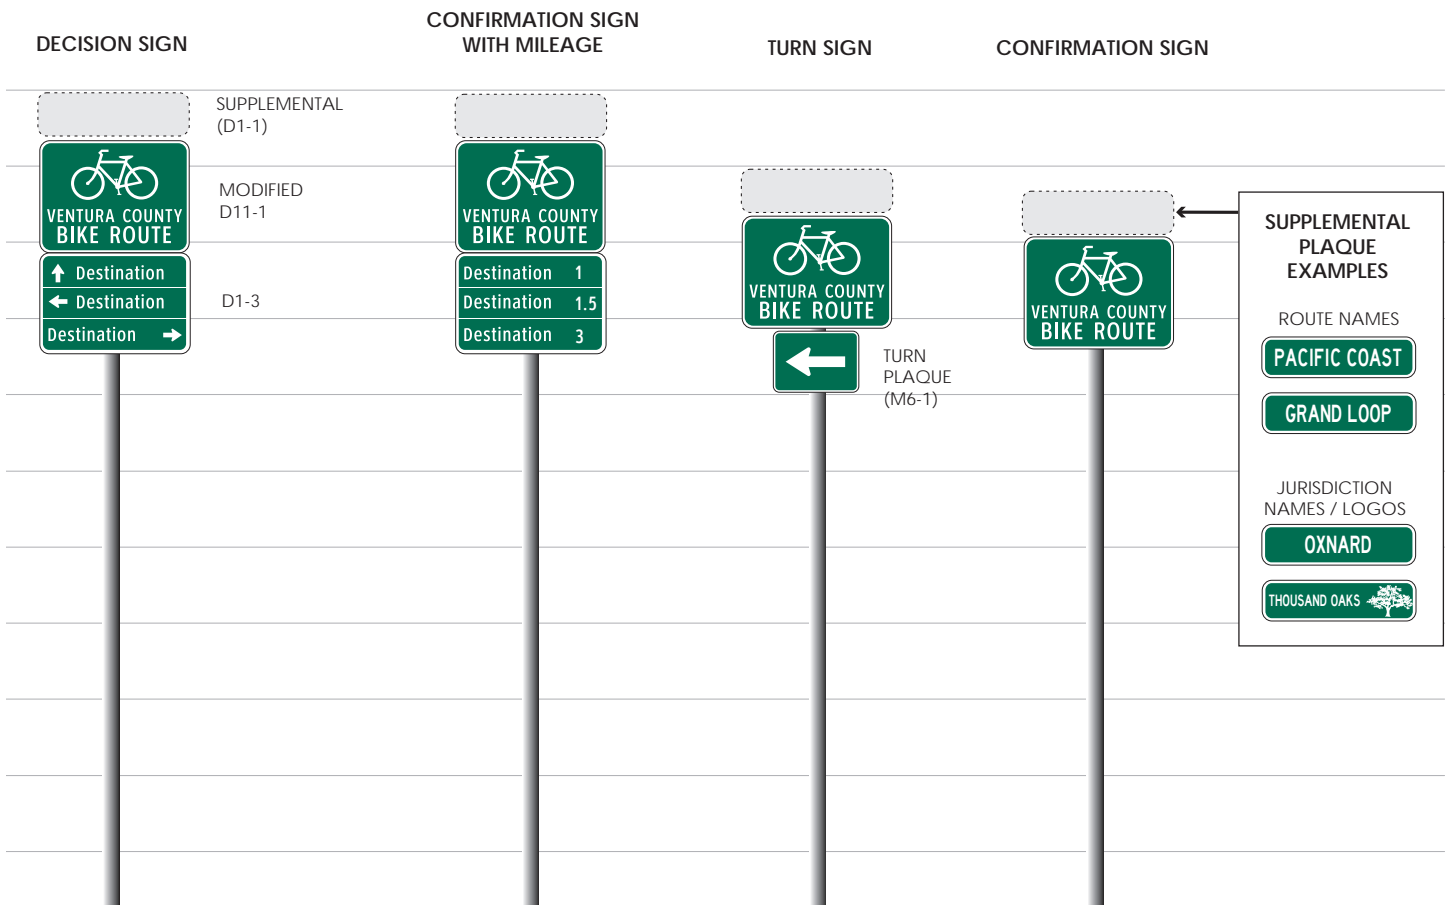 DECISION SIGN
SUPPLEMENTAL
(D1-1)
VENTURA COUNTY
BIKE ROUTE
MODIFIED
D11-1
Destination
Destination
Destination
D1-3
CONFIRMATION SIGN
WITH MILEAGE
VENTURA COUNTY
BIKE ROUTE
Destination 1
Destination 1.5
Destination 3
TURN SIGN
VENTURA COUNTY
BIKE ROUTE
TURN
PLAQUE
(M6-1)
CONFIRMATION SIGN
VENTURA COUNTY
BIKE ROUTE
SUPPLEMENTAL
PLAQUE
EXAMPLES
ROUTE NAMES
PACIFIC COAST
GRAND LOOP
JURISDICTION
NAMES / LOGOS
OXNARD
THOUSAND OAKS